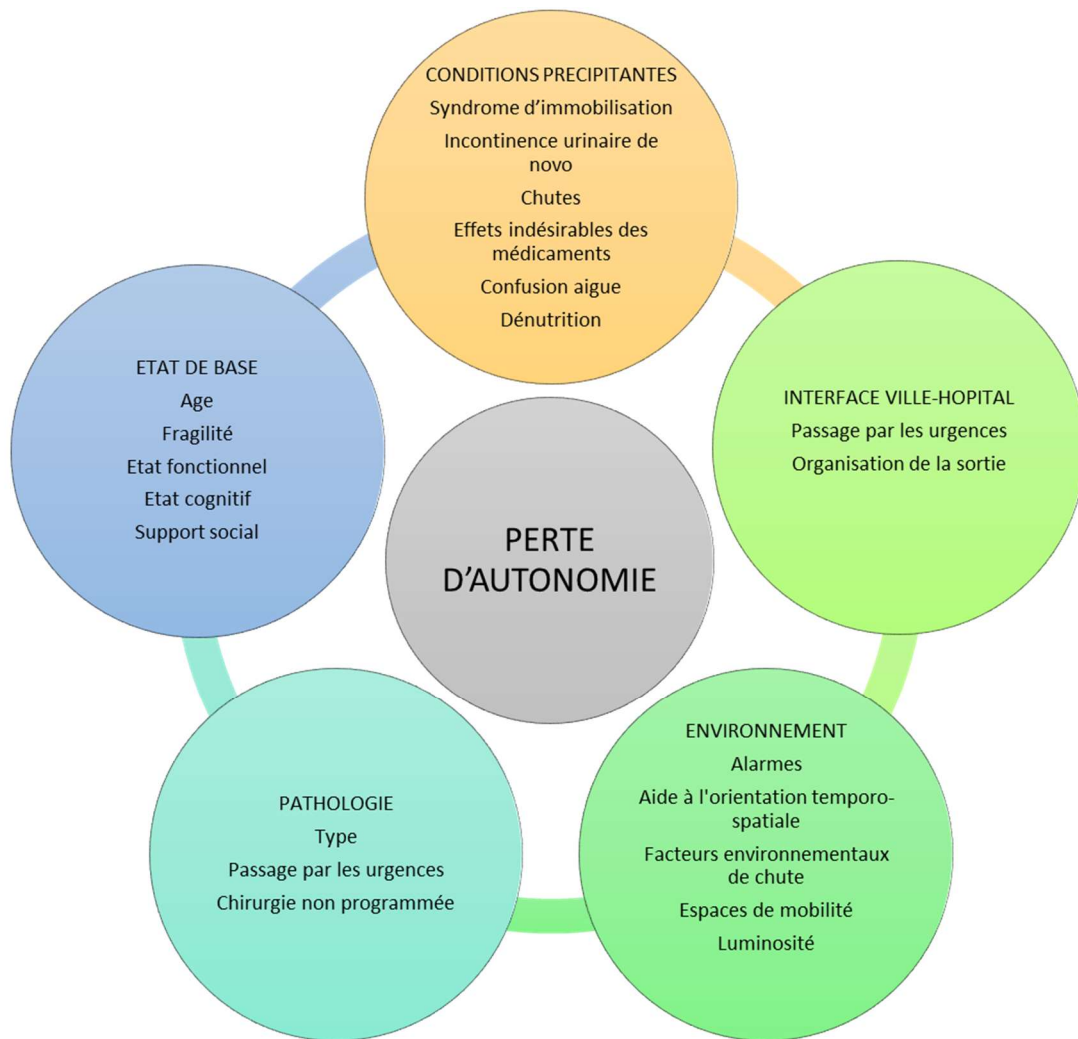 CONDITIONS PRECIPITANTES
Syndrome d’immobilisation
Incontinence urinaire de
novo
Chutes
Effets indésirables des
médicaments
Confusion aigue
Dénutrition
ETAT DE BASE
Age
Fragilité
Etat fonctionnel
Etat cognitif
Support social
INTERFACE VILLE-HOPITAL
Passage par les urgences
Organisation de la sortie
PERTE
D’AUTONOMIE
PATHOLOGIE
Type
Passage par les urgences
Chirurgie non programmée
ENVIRONNEMENT
Alarmes
Aide à l'orientation temporo-
spatiale
Facteurs environnementaux
de chute
Espaces de mobilité
Luminosité